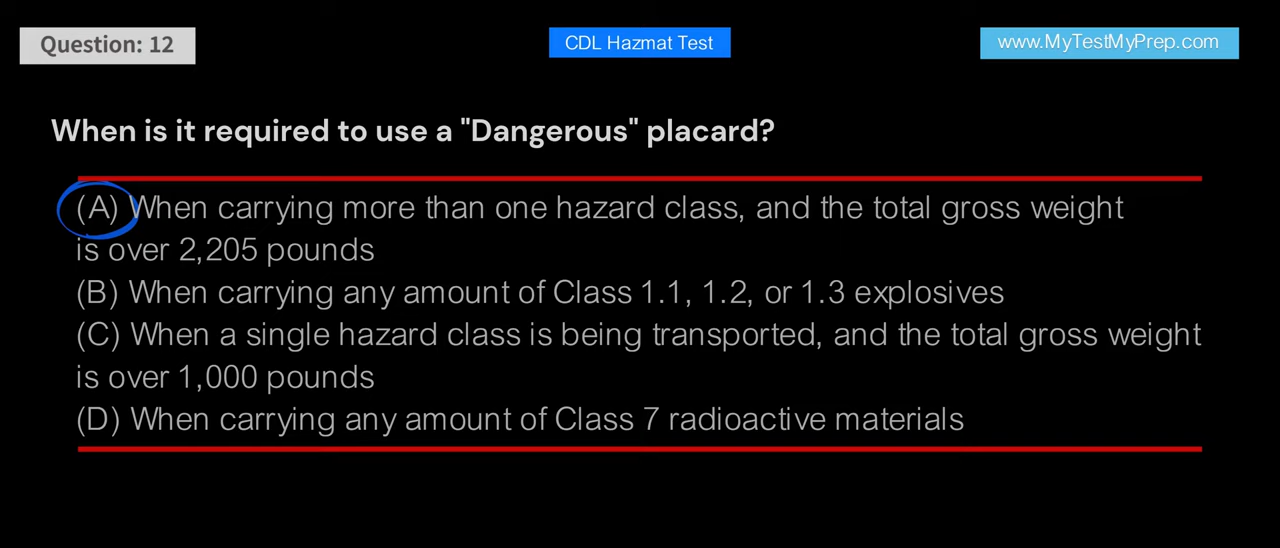 Question: 12
CDL Hazmat Test
www.MyTestMyPrep.com
When is it required to use a "Dangerous" placard?
(A) When carrying more than one hazard class, and the total gross weight
is over 2,205 pounds
(B) When carrying any amount of Class 1.1, 1.2, or 1.3 explosives
(C) When a single hazard class is being transported, and the total gross weight
is over 1,000 pounds
(D) When carrying any amount of Class 7 radioactive materials